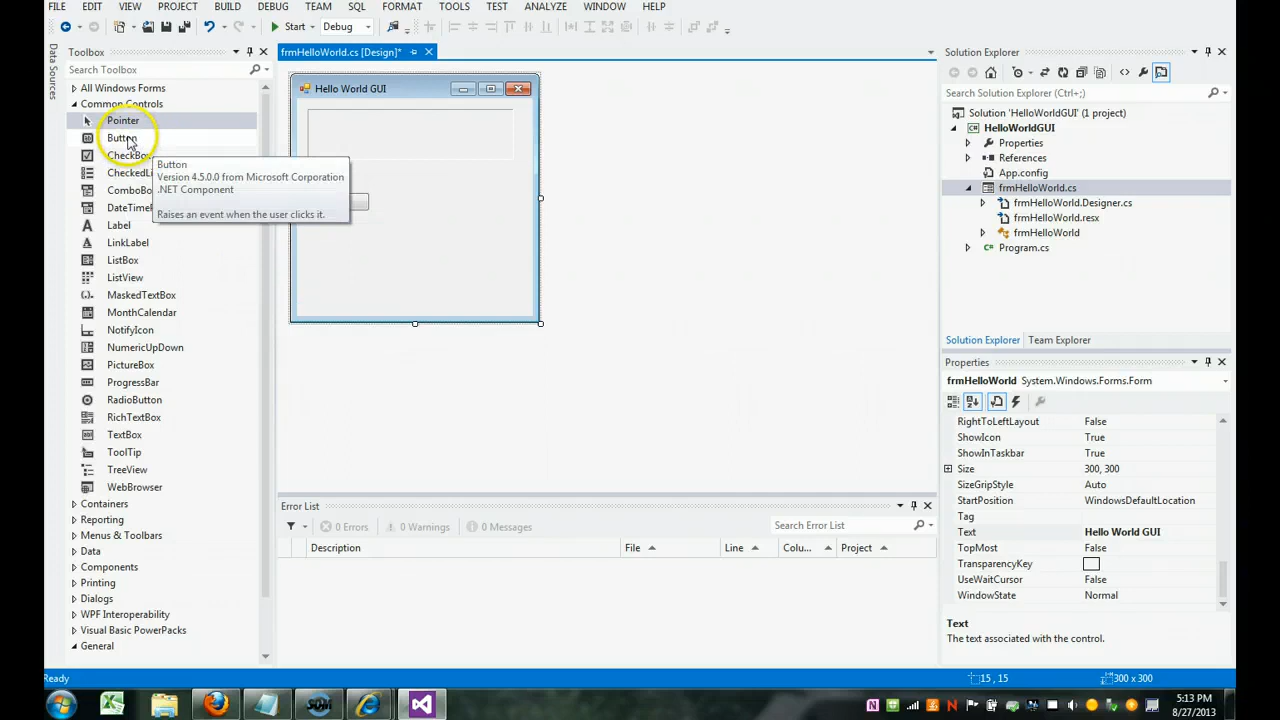 FILE EDIT VIEW PROJECT BUILD DEBUG TEAM SQL FORMAT TOOLS TEST ANALYZE WINDOW HELP
Start Debug
Data Sources
Toolbox
Search Toolbox
All Windows Forms
Common Controls
Pointer
Button
CheckBox
CheckedLi
ComboBo
DateTimeP
Label
LinkLabel
ListBox
ListView
MaskedTextBox
MonthCalendar
NotifyIcon
NumericUpDown
PictureBox
ProgressBar
RadioButton
RichTextBox
TextBox
ToolTip
TreeView
WebBrowser
Containers
Reporting
Menus & Toolbars
Data
Components
Printing
Dialogs
WPF Interoperability
Visual Basic PowerPacks
General
Button
Version 4.5.0.0 from Microsoft Corporation
.NET Component
Raises an event when the user clicks it.
frmHelloWorld.cs [Design]*
Hello World GUI
Error List
0 Errors 0 Warnings 0 Messages Search Error List
Description File Line Colu... Project
Solution Explorer
Search Solution Explorer (Ctrl+;)
Solution 'HelloWorldGUI' (1 project)
HelloWorldGUI
Properties
References
App.config
frmHelloWorld.cs
frmHelloWorld.Designer.cs
frmHelloWorld.resx
frmHelloWorld
Program.cs
Solution Explorer Team Explorer
Properties
frmHelloWorld System.Windows.Forms.Form
RightToLeftLayout False
ShowIcon True
ShowInTaskbar True
Size 300, 300
SizeGripStyle Auto
StartPosition WindowsDefaultLocation
Tag
Text Hello World GUI
TopMost False
TransparencyKey
UseWaitCursor False
WindowState Normal
Text
The text associated with the control.
Ready 15 , 15 300 x 300
5:13 PM
8/27/2013